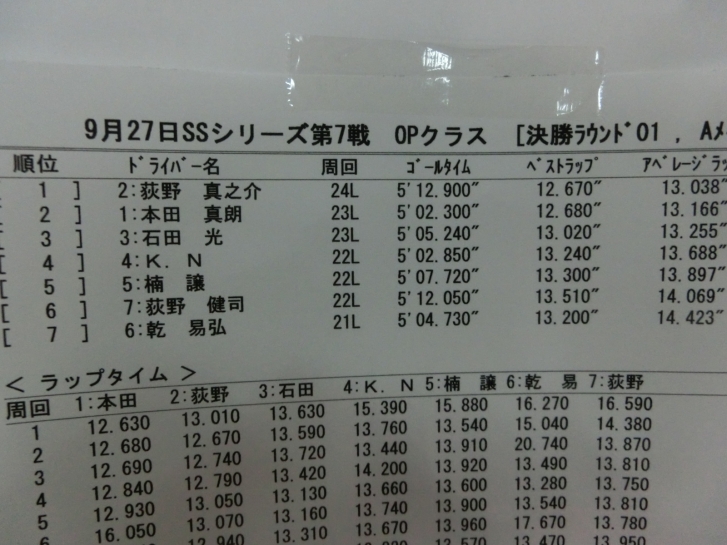 9月27日SSシリーズ第7戦 OPクラス [決勝ﾗｳﾝﾄﾞ01 , Aメ
順位 ﾄﾞﾗｲﾊﾞｰ名 周回 ｺﾞｰﾙﾀｲﾑ ﾍﾞｽﾄﾗｯﾌﾟ ｱﾍﾞﾚｰｼﾞﾗｯ
[ 1 ] 2:荻野 真之介 24L 5'12.900" 12.670" 13.038"
[ 2 ] 1:本田 真朗 23L 5'02.300" 12.680" 13.166"
[ 3 ] 3:石田 光 23L 5'05.240" 13.020" 13.255"
[ 4 ] 4:K. N 22L 5'02.850" 13.240" 13.688"
[ 5 ] 5:楠 譲 22L 5'07.720" 13.300" 13.897"
[ 6 ] 7:荻野 健司 22L 5'12.050" 13.510" 14.069"
[ 7 ] 6:乾 易弘 21L 5'04.730" 13.200" 14.423"
< ラップタイム >
周回 1:本田 2:荻野 3:石田 4:K. N 5:楠 譲 6:乾 易 7:荻野
1 12.630 13.010 13.630 15.390 15.880 16.270 16.590
2 12.680 12.670 13.590 13.760 13.540 15.040 14.380
3 12.690 12.740 13.720 13.440 13.910 20.740 13.870
4 12.840 12.790 13.420 14.200 13.920 13.490 13.810
5 12.930 13.050 13.130 13.660 13.600 13.280 13.750
6 16.050 13.070 13.160 13.740 13.900 13.540 13.810
12.940 13.310 13.670 13.960 17.670 13.780
13.570 13.470 13.950